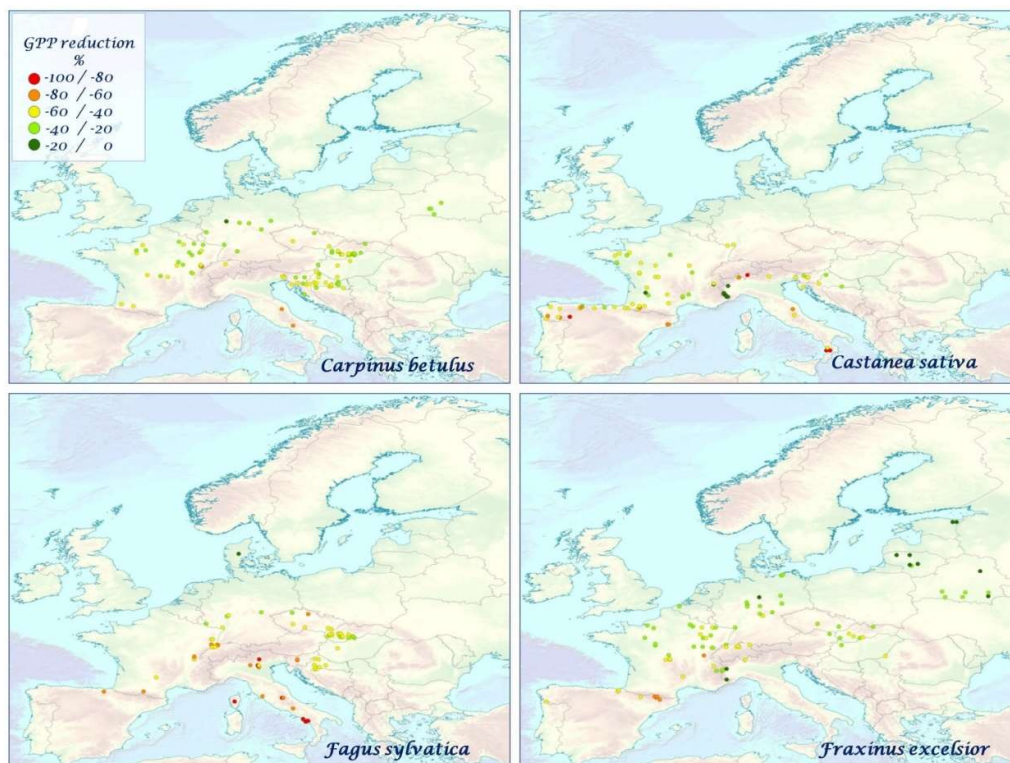 GPP reduction
%
-100 / -80
-80 / -60
-60 / -40
-40 / -20
-20 / 0
Carpinus betulus
Castanea sativa
Fagus sylvatica
Fraxinus excelsior